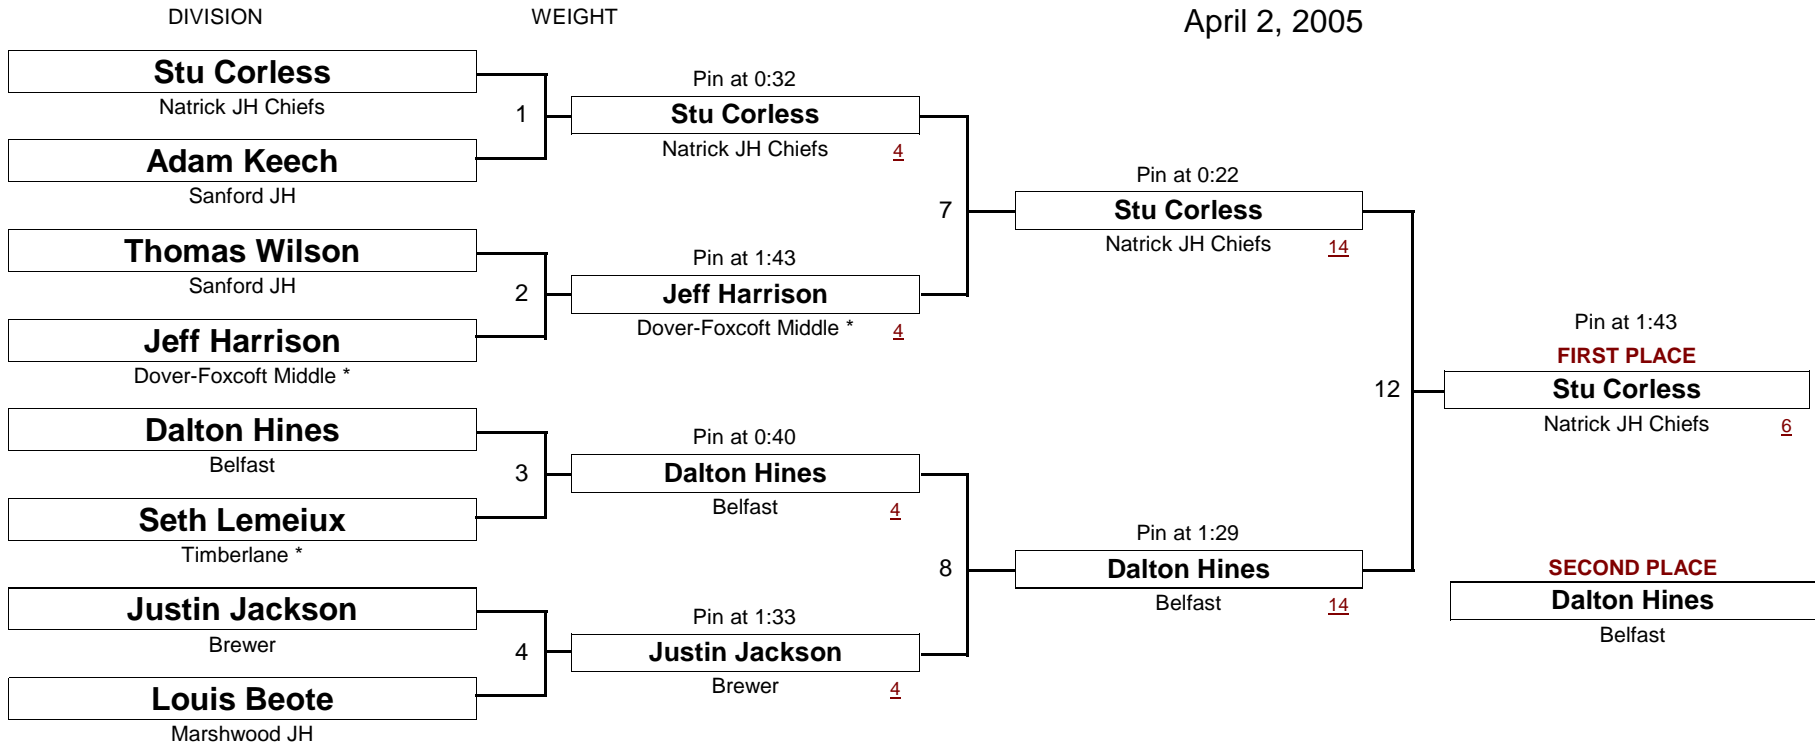 DIVISION
WEIGHT
April 2, 2005
Stu Corless
Natrick JH Chiefs
1
Adam Keech
Sanford JH
Thomas Wilson
Sanford JH
2
Jeff Harrison
Dover-Foxcoft Middle *
Dalton Hines
Belfast
3
Seth Lemeiux
Timberlane *
Justin Jackson
Brewer
4
Louis Beote
Marshwood JH
Pin at 0:32
Stu Corless
Natrick JH Chiefs 4
7
Pin at 1:43
Jeff Harrison
Dover-Foxcoft Middle * 4
Pin at 0:40
Dalton Hines
Belfast 4
8
Pin at 1:33
Justin Jackson
Brewer 4
Pin at 0:22
Stu Corless
Natrick JH Chiefs 14
12
Pin at 1:29
Dalton Hines
Belfast 14
Pin at 1:43
FIRST PLACE
Stu Corless
Natrick JH Chiefs 6
SECOND PLACE
Dalton Hines
Belfast